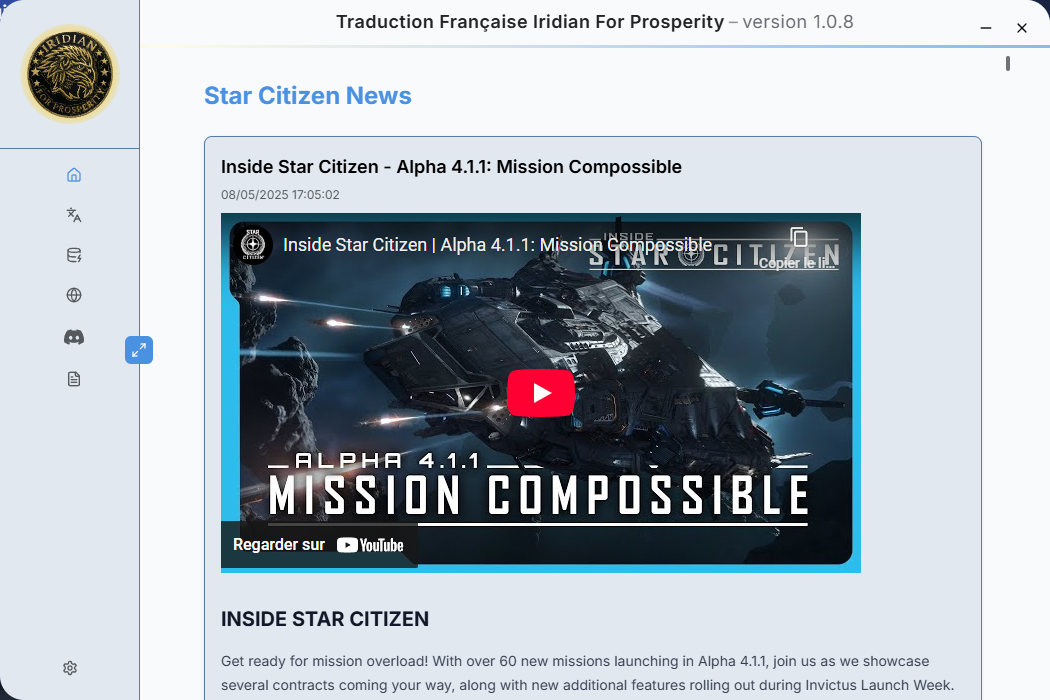 Traduction Française Iridian For Prosperity – version 1.0.8
IRIDIAN
FOR PROSPERITY
Star Citizen News
Inside Star Citizen - Alpha 4.1.1: Mission Compossible
08/05/2025 17:05:02
STAR
CITIZEN
Inside Star Citizen | Alpha 4.1.1: Mission Compossible
INSIDE
STAR CITIZEN
Copier le li...
ALPHA 4.1.1
MISSION COMPOSSIBLE
Regarder sur YouTube
INSIDE STAR CITIZEN
Get ready for mission overload! With over 60 new missions launching in Alpha 4.1.1, join us as we showcase
several contracts coming your way, along with new additional features rolling out during Invictus Launch Week.